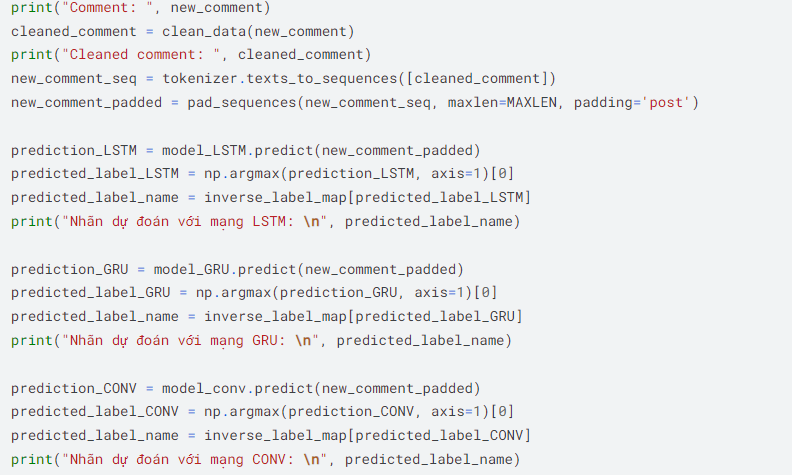 print("Comment: ", new_comment)
cleaned_comment = clean_data(new_comment)
print("Cleaned comment: ", cleaned_comment)
new_comment_seq = tokenizer.texts_to_sequences([cleaned_comment])
new_comment_padded = pad_sequences(new_comment_seq, maxlen=MAXLEN, padding='post')
prediction_LSTM = model_LSTM.predict(new_comment_padded)
predicted_label_LSTM = np.argmax(prediction_LSTM, axis=1)[0]
predicted_label_name = inverse_label_map[predicted_label_LSTM]
print("Nhãn dự đoán với mạng LSTM: \n", predicted_label_name)
prediction_GRU = model_GRU.predict(new_comment_padded)
predicted_label_GRU = np.argmax(prediction_GRU, axis=1)[0]
predicted_label_name = inverse_label_map[predicted_label_GRU]
print("Nhãn dự đoán với mạng GRU: \n", predicted_label_name)
prediction_CONV = model_conv.predict(new_comment_padded)
predicted_label_CONV = np.argmax(prediction_CONV, axis=1)[0]
predicted_label_name = inverse_label_map[predicted_label_CONV]
print("Nhãn dự đoán với mạng CONV: \n", predicted_label_name)